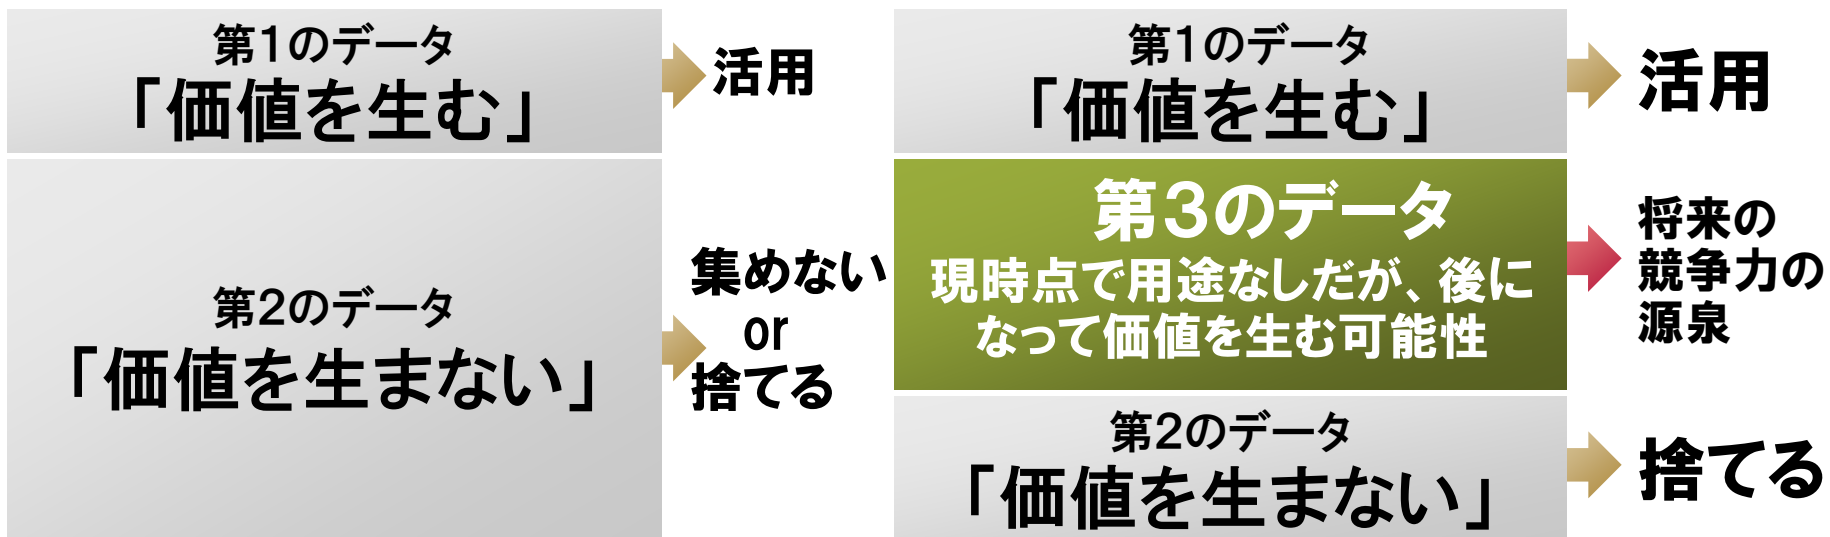 第1のデータ
「価値を生む」
活用
第2のデータ
「価値を生まない」
集めない
or
捨てる
第1のデータ
「価値を生む」
活用
第3のデータ
現時点で用途なしだが、後に
なって価値を生む可能性
将来の
競争力の
源泉
第2のデータ
「価値を生まない」
捨てる